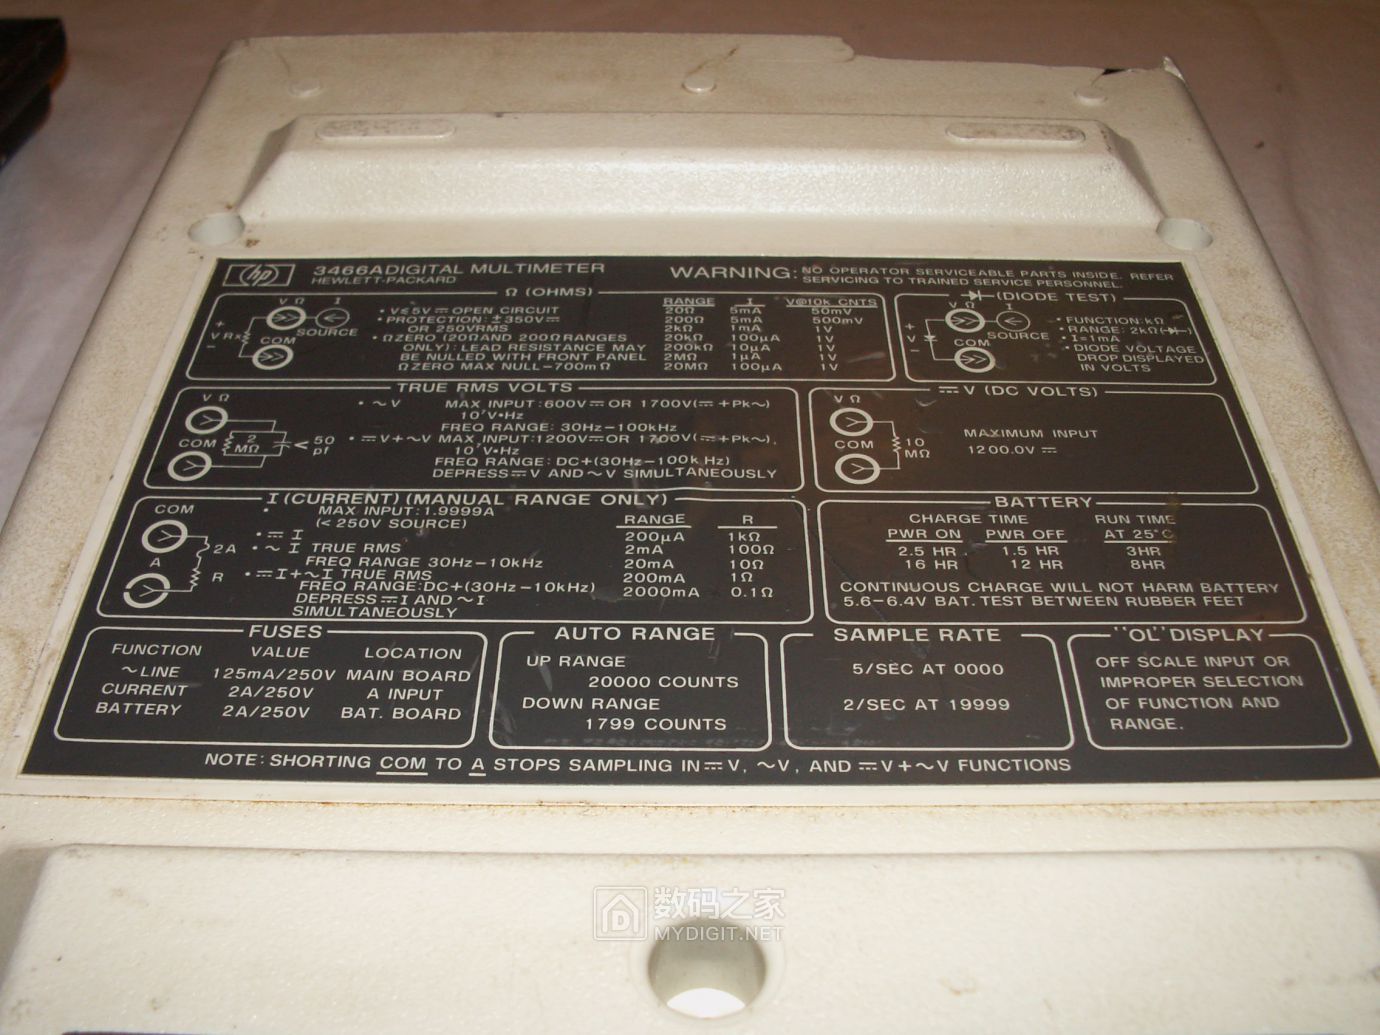 hp 3466A DIGITAL MULTIMETER
HEWLETT-PACKARD
WARNING: NO OPERATOR SERVICEABLE PARTS INSIDE. REFER
SERVICING TO TRAINED SERVICE PERSONNEL.
Ω (OHMS)
V Ω I
+
V Rx
-
SOURCE
COM
• V≤5V⎓ OPEN CIRCUIT
• PROTECTION: ±350V⎓
OR 250VRMS
• ΩZERO (20Ω AND 200Ω RANGES
ONLY): LEAD RESISTANCE MAY
BE NULLED WITH FRONT PANEL
ΩZERO MAX NULL-700mΩ
RANGE I V@10k CNTS
20Ω 5mA 50mV
200Ω 5mA 500mV
2kΩ 1mA 1V
20kΩ 100µA 1V
200kΩ 10µA 1V
2MΩ 1µA 1V
20MΩ 100µA 1V
(DIODE TEST)
V Ω I
+
V
-
SOURCE
COM
• FUNCTION: kΩ
• RANGE: 2kΩ
• I=1mA
• DIODE VOLTAGE
DROP DISPLAYED
IN VOLTS
TRUE RMS VOLTS
V Ω
COM
2
MΩ
< 50
pf
• ∼V MAX INPUT: 600V⎓ OR 1700V(⎓+Pk∼)
10⁷V•Hz
FREQ RANGE: 30Hz-100kHz
• ⎓V+∼V MAX INPUT: 1200V⎓ OR 1700V(⎓+Pk∼),
10⁷V•Hz
FREQ RANGE: DC+(30Hz-100kHz)
DEPRESS ⎓V AND ∼V SIMULTANEOUSLY
⎓V (DC VOLTS)
V Ω
COM
10
MΩ
MAXIMUM INPUT
1200.0V ⎓
I (CURRENT) (MANUAL RANGE ONLY)
COM
A
2A
R
• MAX INPUT: 1.9999A
(<250V SOURCE)
• ⎓ I
• ∼ I TRUE RMS
FREQ RANGE 30Hz-10kHz
• ⎓I+∼I TRUE RMS
FREQ RANGE: DC+(30Hz-10kHz)
DEPRESS ⎓I AND ∼I
SIMULTANEOUSLY
RANGE R
200µA 1kΩ
2mA 100Ω
20mA 10Ω
200mA 1Ω
2000mA 0.1Ω
BATTERY
CHARGE TIME RUN TIME
PWR ON PWR OFF AT 25°C
2.5 HR 1.5 HR 3HR
16 HR 12 HR 8HR
CONTINUOUS CHARGE WILL NOT HARM BATTERY
5.6-6.4V BAT. TEST BETWEEN RUBBER FEET
FUSES
FUNCTION VALUE LOCATION
∼LINE 125mA/250V MAIN BOARD
CURRENT 2A/250V A INPUT
BATTERY 2A/250V BAT. BOARD
AUTO RANGE
UP RANGE
20000 COUNTS
DOWN RANGE
1799 COUNTS
SAMPLE RATE
5/SEC AT 0000
2/SEC AT 19999
"OL" DISPLAY
OFF SCALE INPUT OR
IMPROPER SELECTION
OF FUNCTION AND
RANGE.
NOTE: SHORTING COM TO A STOPS SAMPLING IN ⎓V, ∼V, AND ⎓V+∼V FUNCTIONS
数码之家
MYDIGIT.NET